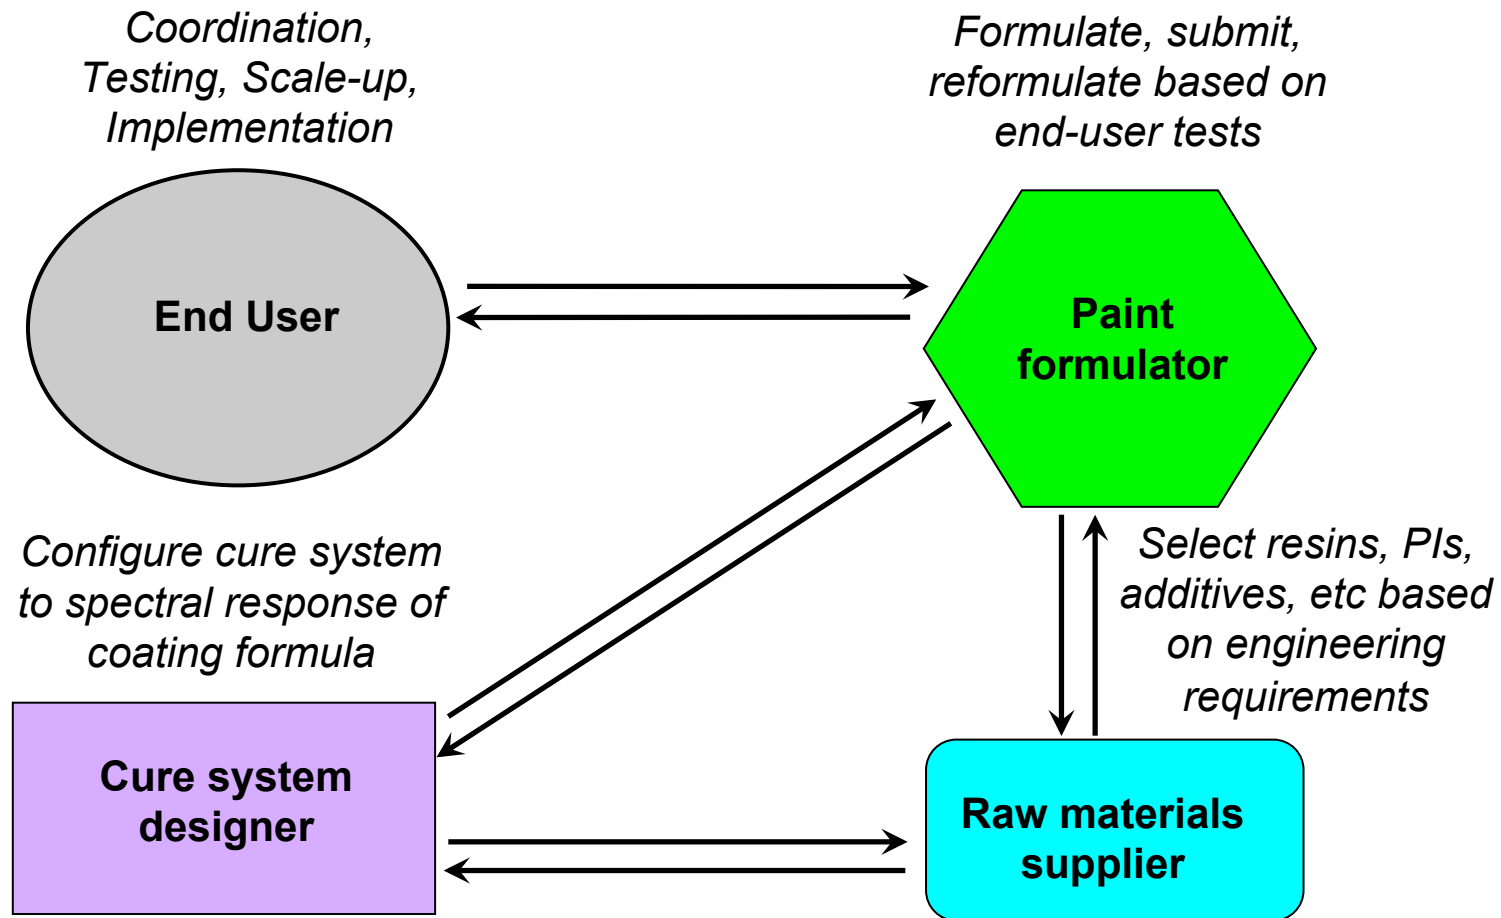 Coordination,
Testing, Scale-up,
Implementation
Formulate, submit,
reformulate based on
end-user tests
End User
Paint
formulator
Configure cure system
to spectral response of
coating formula
Select resins, PIs,
additives, etc based
on engineering
requirements
Cure system
designer
Raw materials
supplier